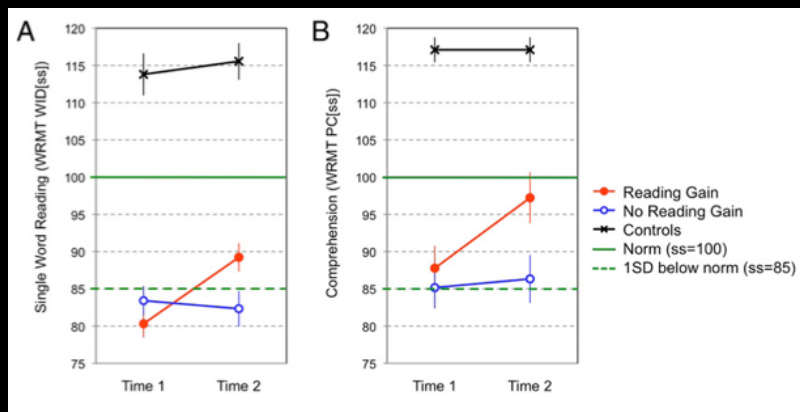 A
Single Word Reading (WRMT WID[ss])
120
115
110
105
100
95
90
85
80
75
Time 1 Time 2
B
Comprehension (WRMT PC[ss])
120
115
110
105
100
95
90
85
80
75
Time 1 Time 2
Reading Gain
No Reading Gain
Controls
Norm (ss=100)
1SD below norm (ss=85)